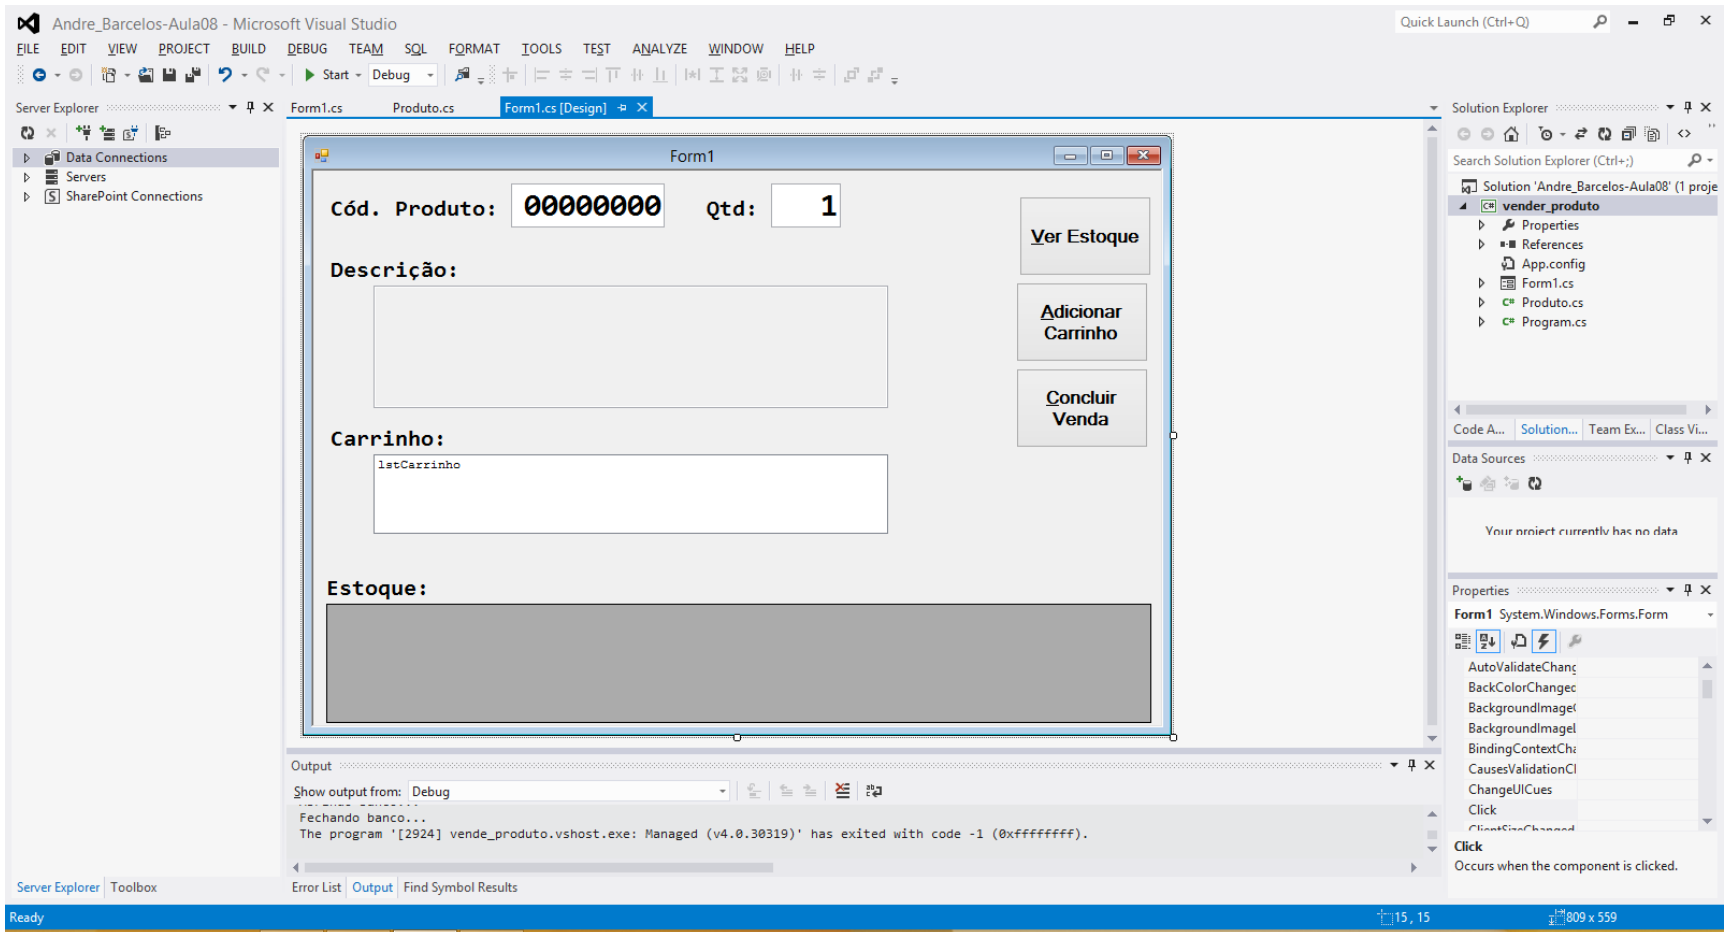 Andre_Barcelos-Aula08 - Microsoft Visual Studio
Quick Launch (Ctrl+Q)
FILE EDIT VIEW PROJECT BUILD DEBUG TEAM SQL FORMAT TOOLS TEST ANALYZE WINDOW HELP
Start Debug
Server Explorer
Data Connections
Servers
SharePoint Connections
Form1.cs Produto.cs Form1.cs [Design]
Form1
Cód. Produto: 00000000 Qtd: 1
Ver Estoque
Descrição:
Adicionar
Carrinho
Concluir
Venda
Carrinho:
lstCarrinho
Estoque:
Output
Show output from: Debug
Fechando banco...
The program '[2924] vende_produto.vshost.exe: Managed (v4.0.30319)' has exited with code -1 (0xffffffff).
Server Explorer Toolbox
Error List Output Find Symbol Results
Solution Explorer
Search Solution Explorer (Ctrl+;)
Solution 'Andre_Barcelos-Aula08' (1 proje
C# vender_produto
Properties
References
App.config
Form1.cs
C# Produto.cs
C# Program.cs
Code A... Solution... Team Ex... Class Vi...
Data Sources
Your project currently has no data
Properties
Form1 System.Windows.Forms.Form
AutoValidateChang
BackColorChanged
BackgroundImage
BackgroundImageL
BindingContextCha
CausesValidationCl
ChangeUICues
Click
ClientSizeChanged
Click
Occurs when the component is clicked.
Ready
15 , 15
809 x 559